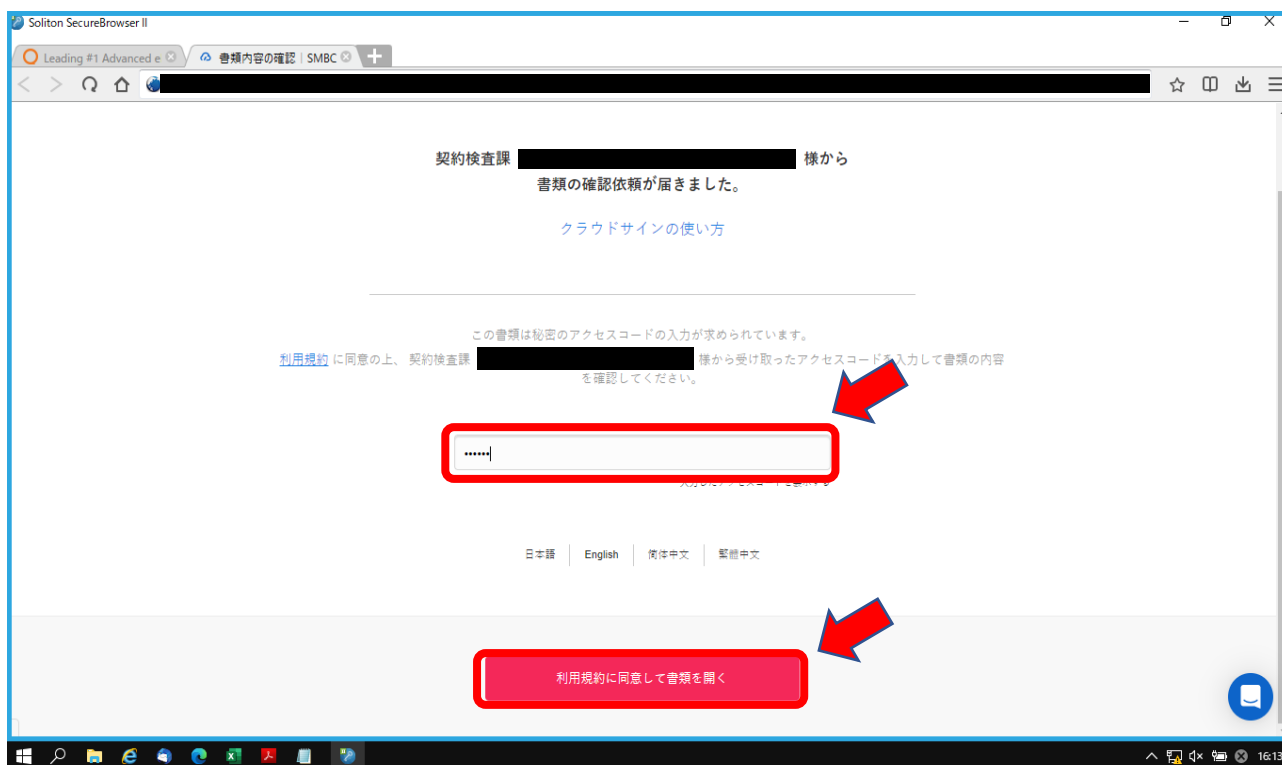 Soliton SecureBrowser II
Leading #1 Advanced e
書類内容の確認 | SMBC
契約検査課 様から
書類の確認依頼が届きました。
クラウドサインの使い方
この書類は秘密のアクセスコードの入力が求められています。
利用規約 に同意の上、 契約検査課 様から受け取ったアクセスコードを入力して書類の内容
を確認してください。
••••••
日本語 English 简体中文 繁體中文
利用規約に同意して書類を開く
16:13